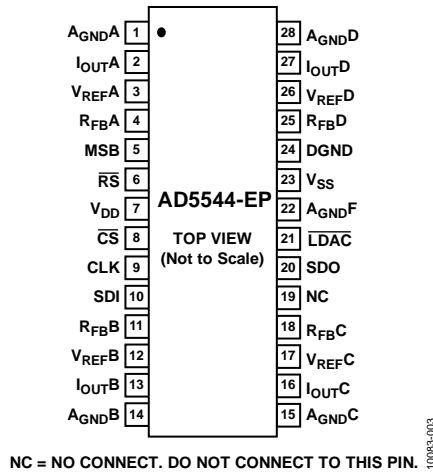 AGNDA 1 28 AGNDD
IOUTA 2 27 IOUTD
VREFA 3 26 VREFD
RFBA 4 25 RFBD
MSB 5 24 DGND
RS 6 23 VSS
VDD 7 AD5544-EP 22 AGNDF
CS 8 TOP VIEW 21 LDAC
CLK 9 (Not to Scale) 20 SDO
SDI 10 19 NC
RFBB 11 18 RFBC
VREFB 12 17 VREFC
IOUTB 13 16 IOUTC
AGNDB 14 15 AGNDC
NC = NO CONNECT. DO NOT CONNECT TO THIS PIN.
10083-003